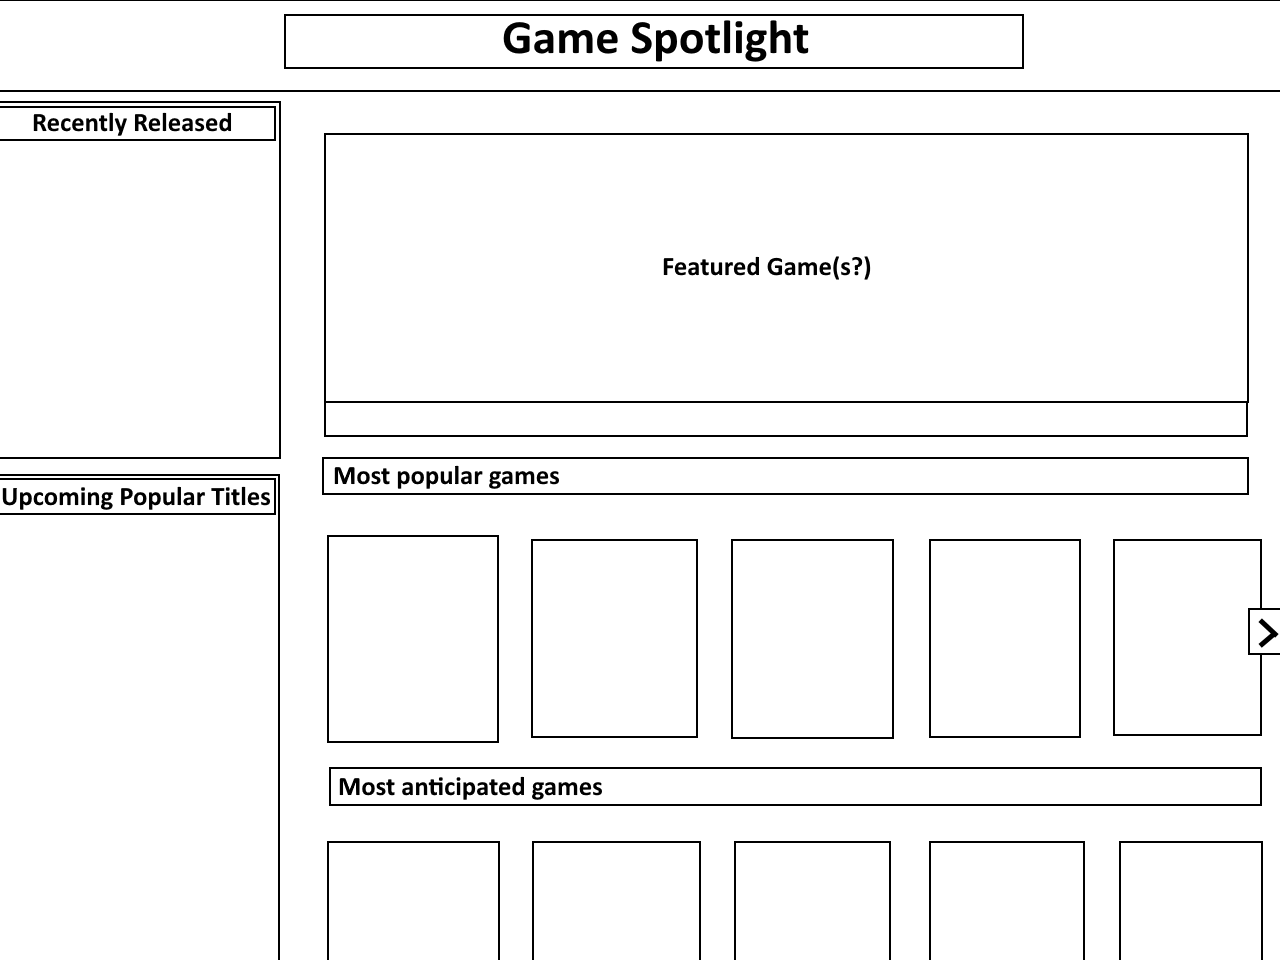 Game Spotlight
Recently Released
Featured Game(s?)
Most popular games
Upcoming Popular Titles
Most anticipated games